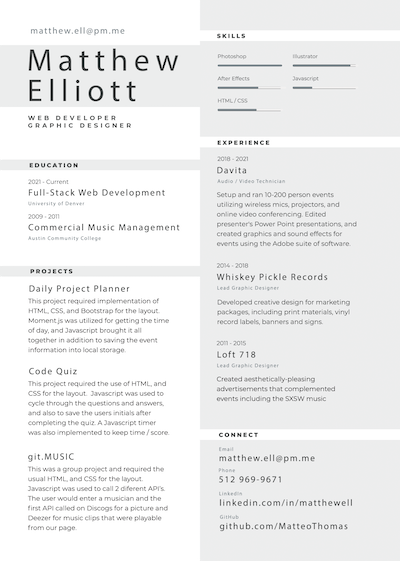 matthew.ell@pm.me
Matthew
Elliott
WEB DEVELOPER
GRAPHIC DESIGNER
EDUCATION
2021 - Current
Full-Stack Web Development
University of Denver
2009 - 2011
Commercial Music Management
Austin Community College
PROJECTS
Daily Project Planner
This project required implementation of
HTML, CSS, and Bootstrap for the layout.
Moment.js was utilized for getting the time
of day, and Javascript brought it all
together in addition to saving the event
information into local storage.
Code Quiz
This project required the use of HTML, and
CSS for the layout. Javascript was used to
cycle through the questions and answers,
and also to save the users initials after
completing the quiz. A Javascript timer
was also implemented to keep time / score.
git.MUSIC
This was a group project and required the
usual HTML, and CSS for the layout.
Javascript was used to call 2 diferent API's.
The user would enter a musician and the
first API called on Discogs for a picture and
Deezer for music clips that were playable
from our page.
SKILLS
Photoshop
Illustrator
After Effects
Javascript
HTML / CSS
EXPERIENCE
2018 - 2021
Davita
Audio / Video Technician
Setup and ran 10-200 person events
utilizing wireless mics, projectors, and
online video conferencing. Edited
presenter's Power Point presentations, and
created graphics and sound effects for
events using the Adobe suite of software.
2014 - 2018
Whiskey Pickle Records
Lead Graphic Designer
Developed creative design for marketing
packages, including print materials, vinyl
record labels, banners and signs.
2011 - 2015
Loft 718
Lead Graphic Designer
Created aesthetically-pleasing
advertisements that complemented
events including the SXSW music
CONNECT
Email
matthew.ell@pm.me
Phone
512 969-9671
LinkedIn
linkedin.com/in/matthewell
GitHub
github.com/MatteoThomas